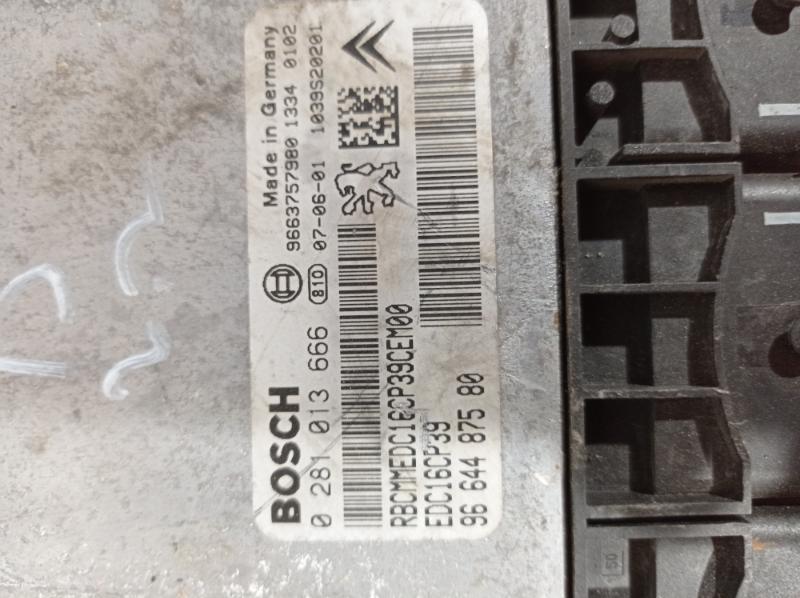 BOSCH
Made in Germany
0 281 013 666
9663757980 1334 0102
810 07-06-01 1039S20201
RBCMMEDC16CP39CEM00
EDC16CP39
96 644 875 80
50